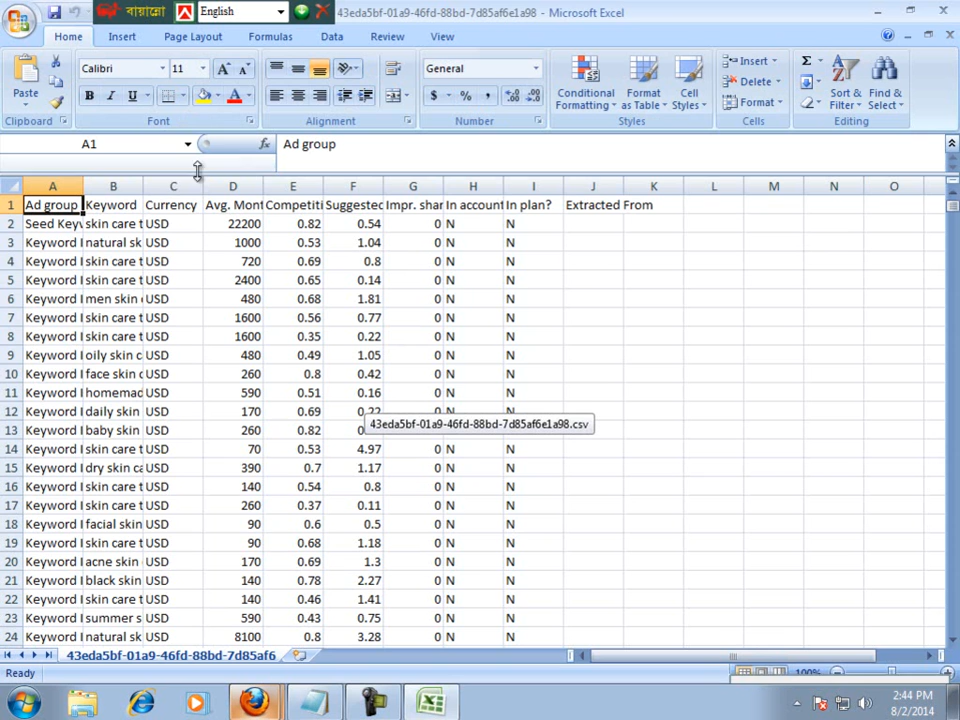 বায়ান্নো English 43eda5bf-01a9-46fd-88bd-7d85af6e1a98 - Microsoft Excel
Home Insert Page Layout Formulas Data Review View
Calibri 11 General Insert Σ
Paste B I U $ % , Conditional Formatting Format as Table Cell Styles Delete Format Sort & Filter Find & Select
Clipboard Font Alignment Number Styles Cells Editing
A1 fx Ad group
A B C D E F G H I J K L M N O
1 Ad group Keyword Currency Avg. Mont Competiti Suggested Impr. shar In account In plan? Extracted From
2 Seed Keyv skin care t USD 22200 0.82 0.54 0 N N
3 Keyword I natural sk USD 1000 0.53 1.04 0 N N
4 Keyword I skin care t USD 720 0.69 0.8 0 N N
5 Keyword I skin care t USD 2400 0.65 0.14 0 N N
6 Keyword I men skin c USD 480 0.68 1.81 0 N N
7 Keyword I skin care t USD 1600 0.56 0.77 0 N N
8 Keyword I skin care t USD 1600 0.35 0.22 0 N N
9 Keyword I oily skin c USD 480 0.49 1.05 0 N N
10 Keyword I face skin c USD 260 0.8 0.42 0 N N
11 Keyword I homemad USD 590 0.51 0.16 0 N N
12 Keyword I daily skin USD 170 0.69 0.22 0 N N
13 Keyword I baby skin USD 260 0.82 43eda5bf-01a9-46fd-88bd-7d85af6e1a98.csv
14 Keyword I skin care t USD 70 0.53 4.97 0 N N
15 Keyword I dry skin ca USD 390 0.7 1.17 0 N N
16 Keyword I skin care t USD 140 0.54 0.8 0 N N
17 Keyword I skin care t USD 260 0.37 0.11 0 N N
18 Keyword I facial skin USD 90 0.6 0.5 0 N N
19 Keyword I skin care t USD 90 0.68 1.18 0 N N
20 Keyword I acne skin USD 170 0.69 1.3 0 N N
21 Keyword I black skin USD 140 0.78 2.27 0 N N
22 Keyword I skin care t USD 140 0.46 1.41 0 N N
23 Keyword I summer s USD 590 0.43 0.75 0 N N
24 Keyword I natural sk USD 8100 0.8 3.28 0 N N
43eda5bf-01a9-46fd-88bd-7d85af6
Ready 100%
2:44 PM
8/2/2014